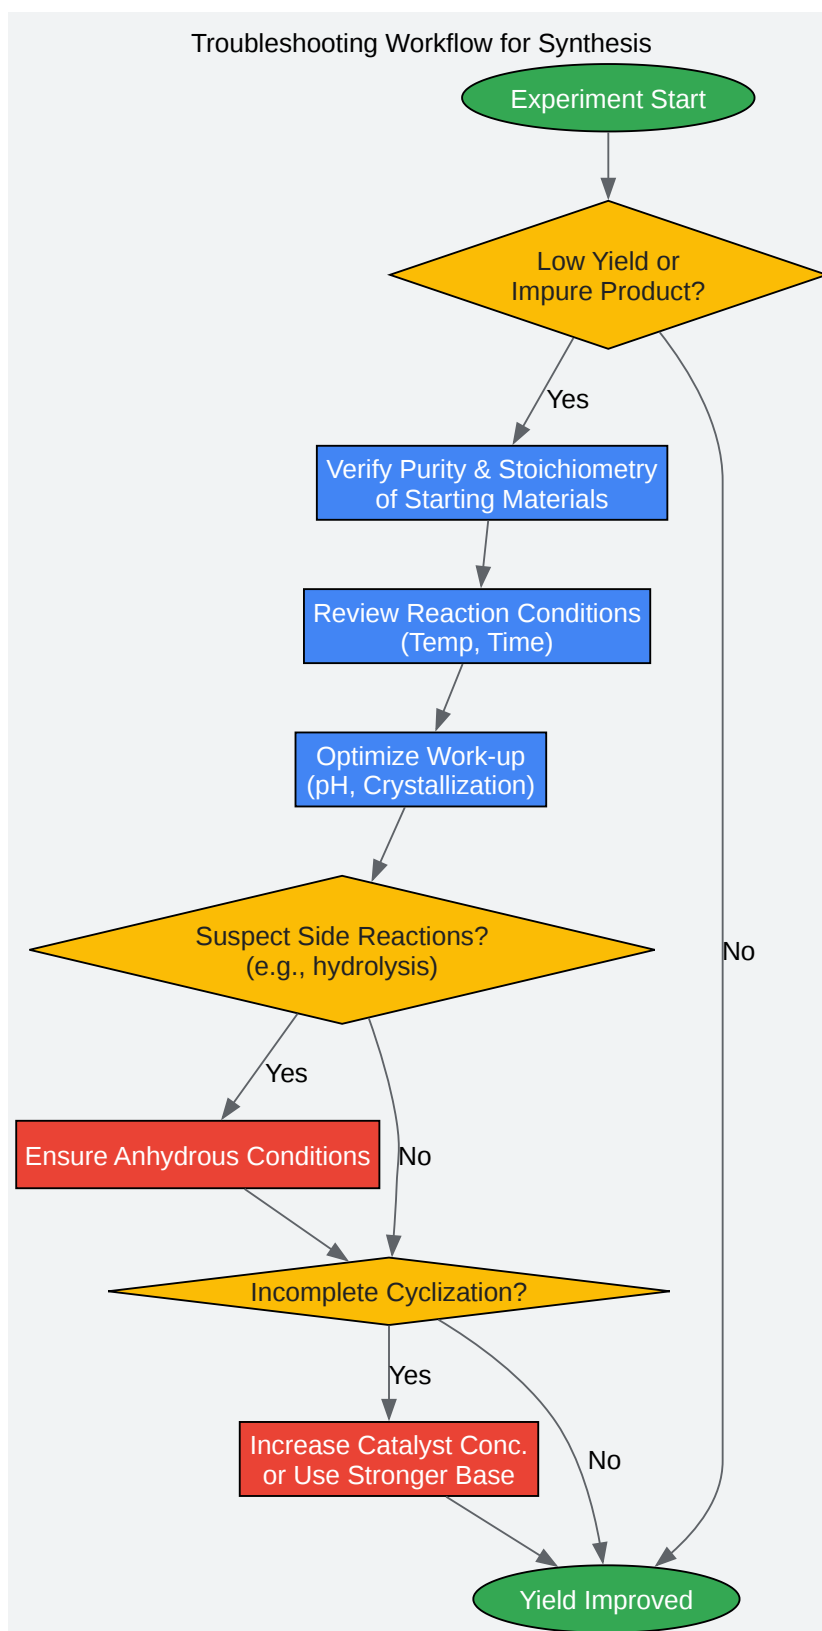 Troubleshooting Workflow for Synthesis
Experiment Start
Low Yield or
Impure Product?
Yes
Verify Purity & Stoichiometry
of Starting Materials
Review Reaction Conditions
(Temp, Time)
Optimize Work-up
(pH, Crystallization)
Suspect Side Reactions?
(e.g., hydrolysis)
No
Yes
Ensure Anhydrous Conditions
No
Incomplete Cyclization?
Yes
Increase Catalyst Conc.
or Use Stronger Base
No
Yield Improved